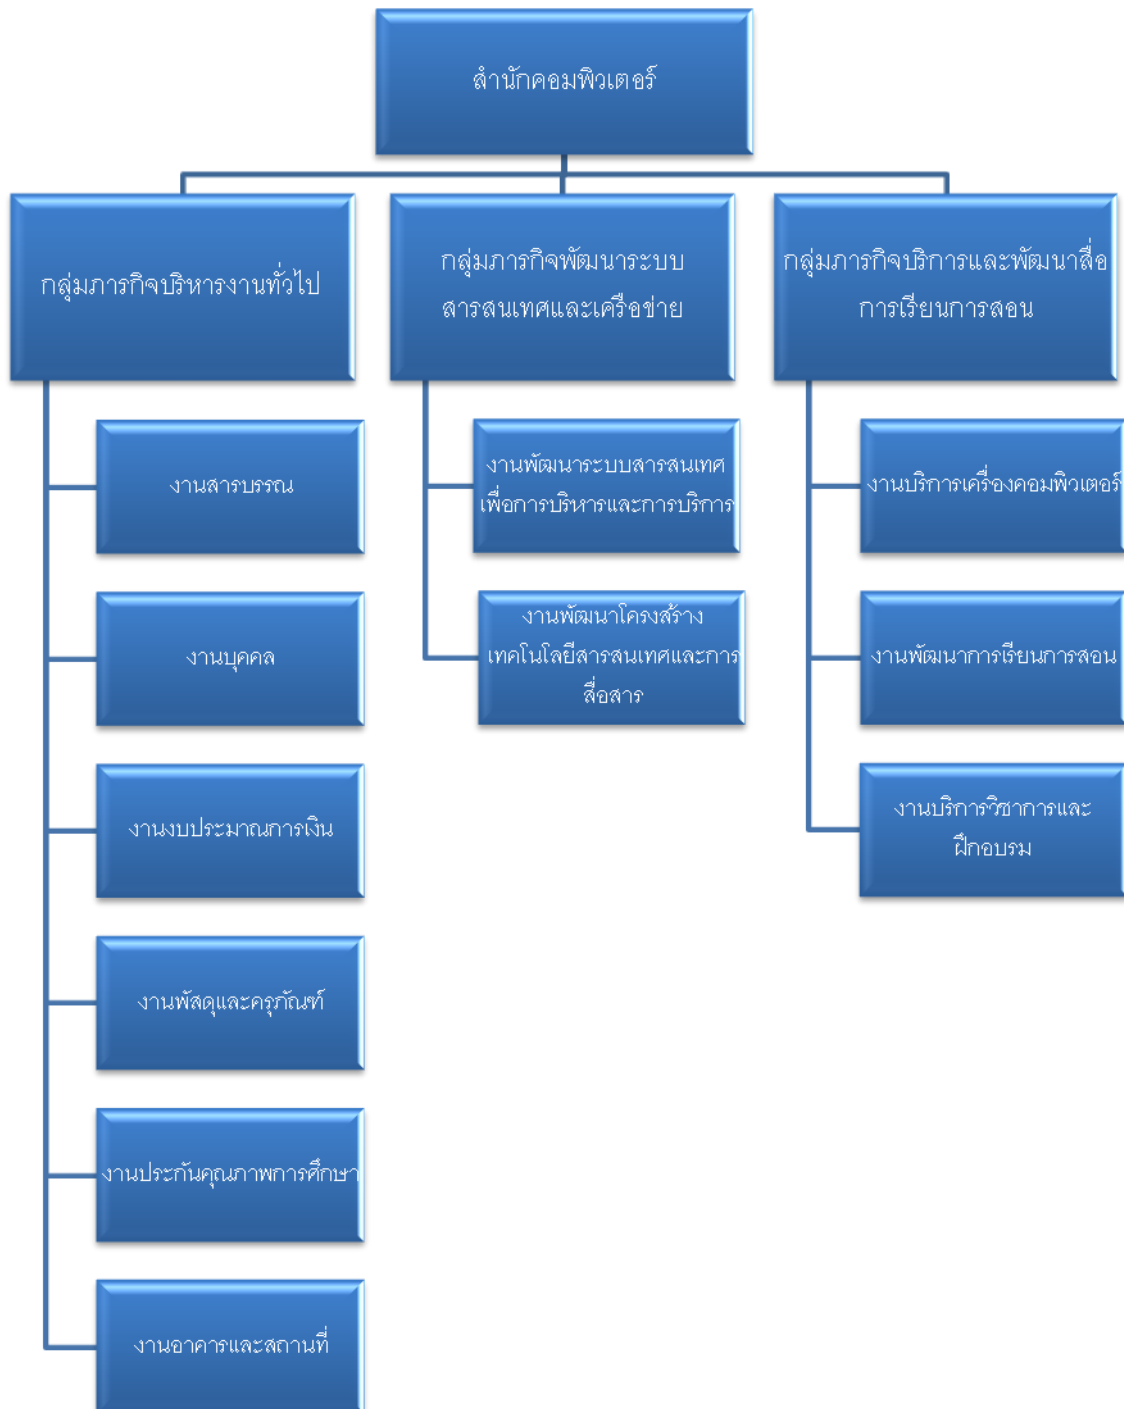 สำนักคอมพิวเตอร์
กลุ่มภารกิจบริหารงานทั่วไป
กลุ่มภารกิจพัฒนาระบบ
สารสนเทศและเครือข่าย
กลุ่มภารกิจบริการและพัฒนาสื่อ
การเรียนการสอน
งานสารบรรณ
งานบุคคล
งานงบประมาณการเงิน
งานพัสดุและครุภัณฑ์
งานประกันคุณภาพการศึกษา
งานอาคารและสถานที่
งานพัฒนาระบบสารสนเทศ
เพื่อการบริหารและการบริการ
งานพัฒนาโครงสร้าง
เทคโนโลยีสารสนเทศและการ
สื่อสาร
งานบริการเครื่องคอมพิวเตอร์
งานพัฒนาการเรียนการสอน
งานบริการวิชาการและ
ฝึกอบรม